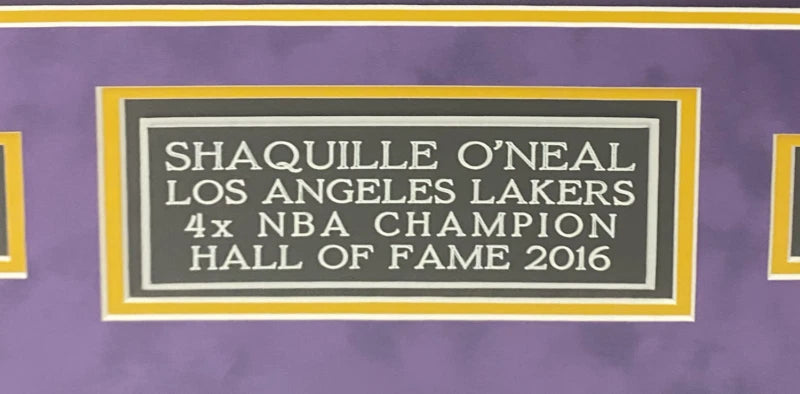 SHAQUILLE O'NEAL
LOS ANGELES LAKERS
4x NBA CHAMPION
HALL OF FAME 2016